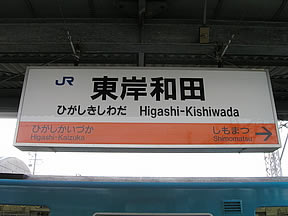 JR 東岸和田
ひがしきしわだ Higashi-Kishiwada
ひがしかいづか しもまつ
Higashi-Kaizuka Shimomatsu